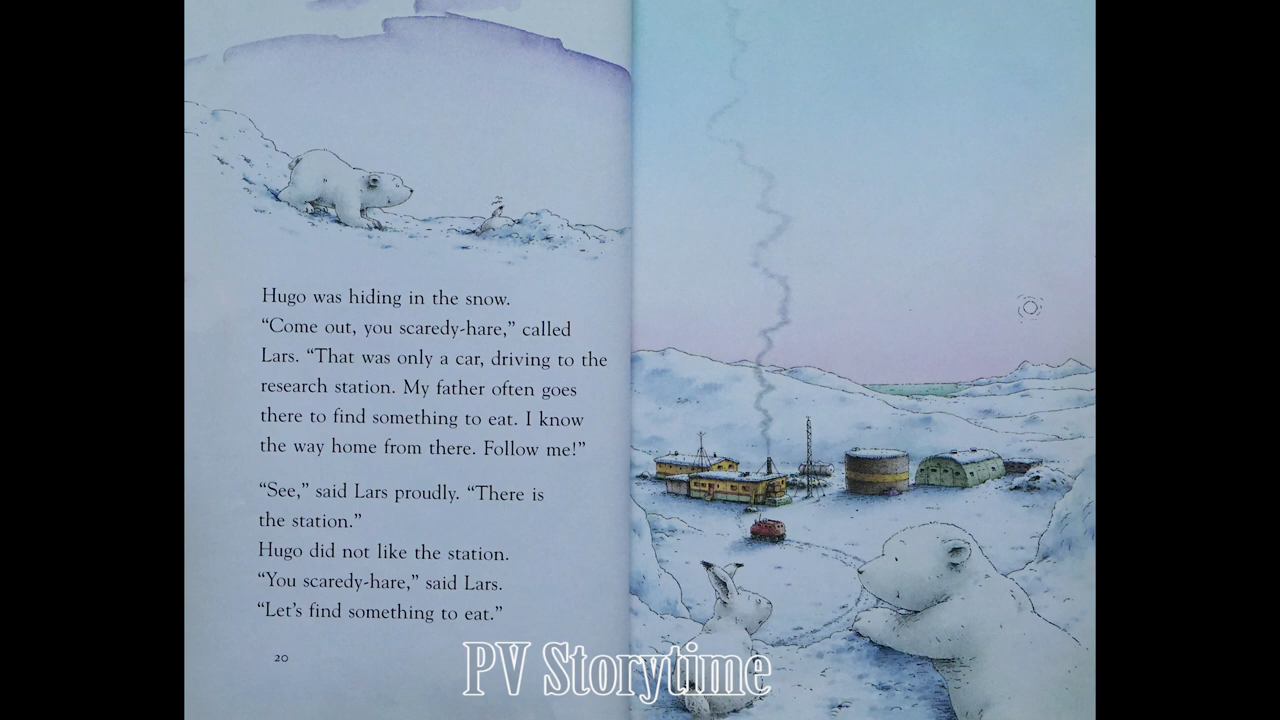 Hugo was hiding in the snow.
“Come out, you scaredy-hare,” called
Lars. “That was only a car, driving to the
research station. My father often goes
there to find something to eat. I know
the way home from there. Follow me!”
“See,” said Lars proudly. “There is
the station.”
Hugo did not like the station.
“You scaredy-hare,” said Lars.
“Let’s find something to eat.”
20
PV Storytime